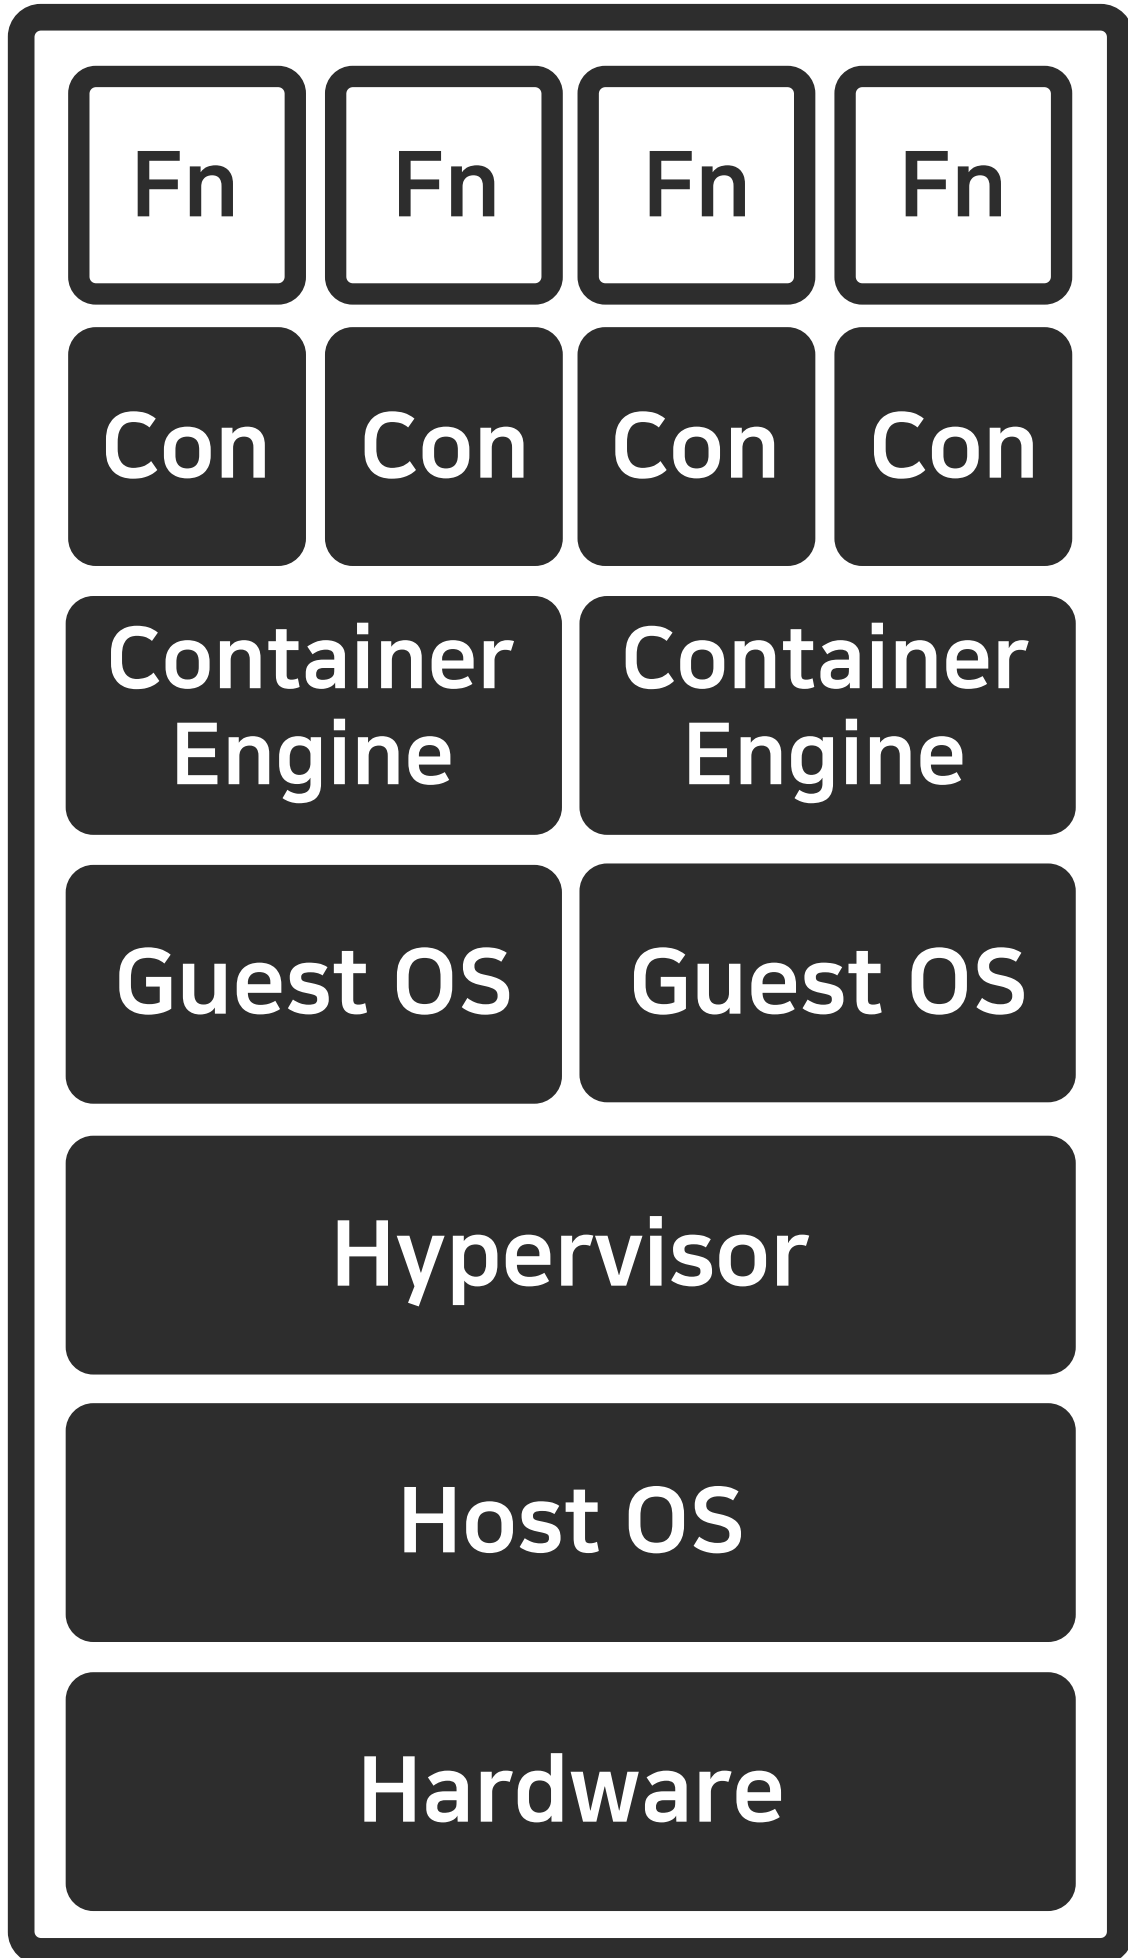 Fn Fn Fn Fn
Con Con Con Con
Container Container
Engine Engine
Guest OS Guest OS
Hypervisor
Host OS
Hardware